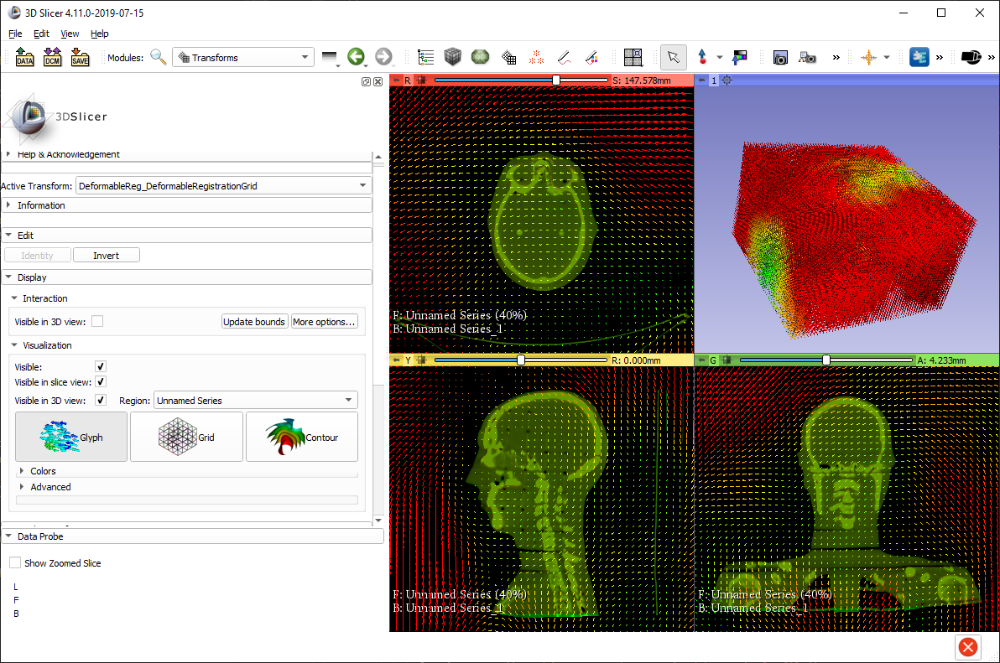 3D Slicer 4.11.0-2019-07-15
File Edit View Help
DATA DCM SAVE Modules: Transforms
3DSlicer
Help & Acknowledgement
Active Transform: DeformableReg_DeformableRegistrationGrid
Information
Edit
Identity Invert
Display
Interaction
Visible in 3D view: Update bounds More options...
Visualization
Visible:
Visible in slice view:
Visible in 3D view: Region: Unnamed Series
Glyph Grid Contour
Colors
Advanced
Data Probe
Show Zoomed Slice
L
F
B
R S: 147.578mm
F: Unnamed Series (40%)
B: Unnamed Series_1
1
Y R: 0.000mm
F: Unnamed Series (40%)
B: Unnamed Series_1
G A: 4.233mm
F: Unnamed Series (40%)
B: Unnamed Series_1